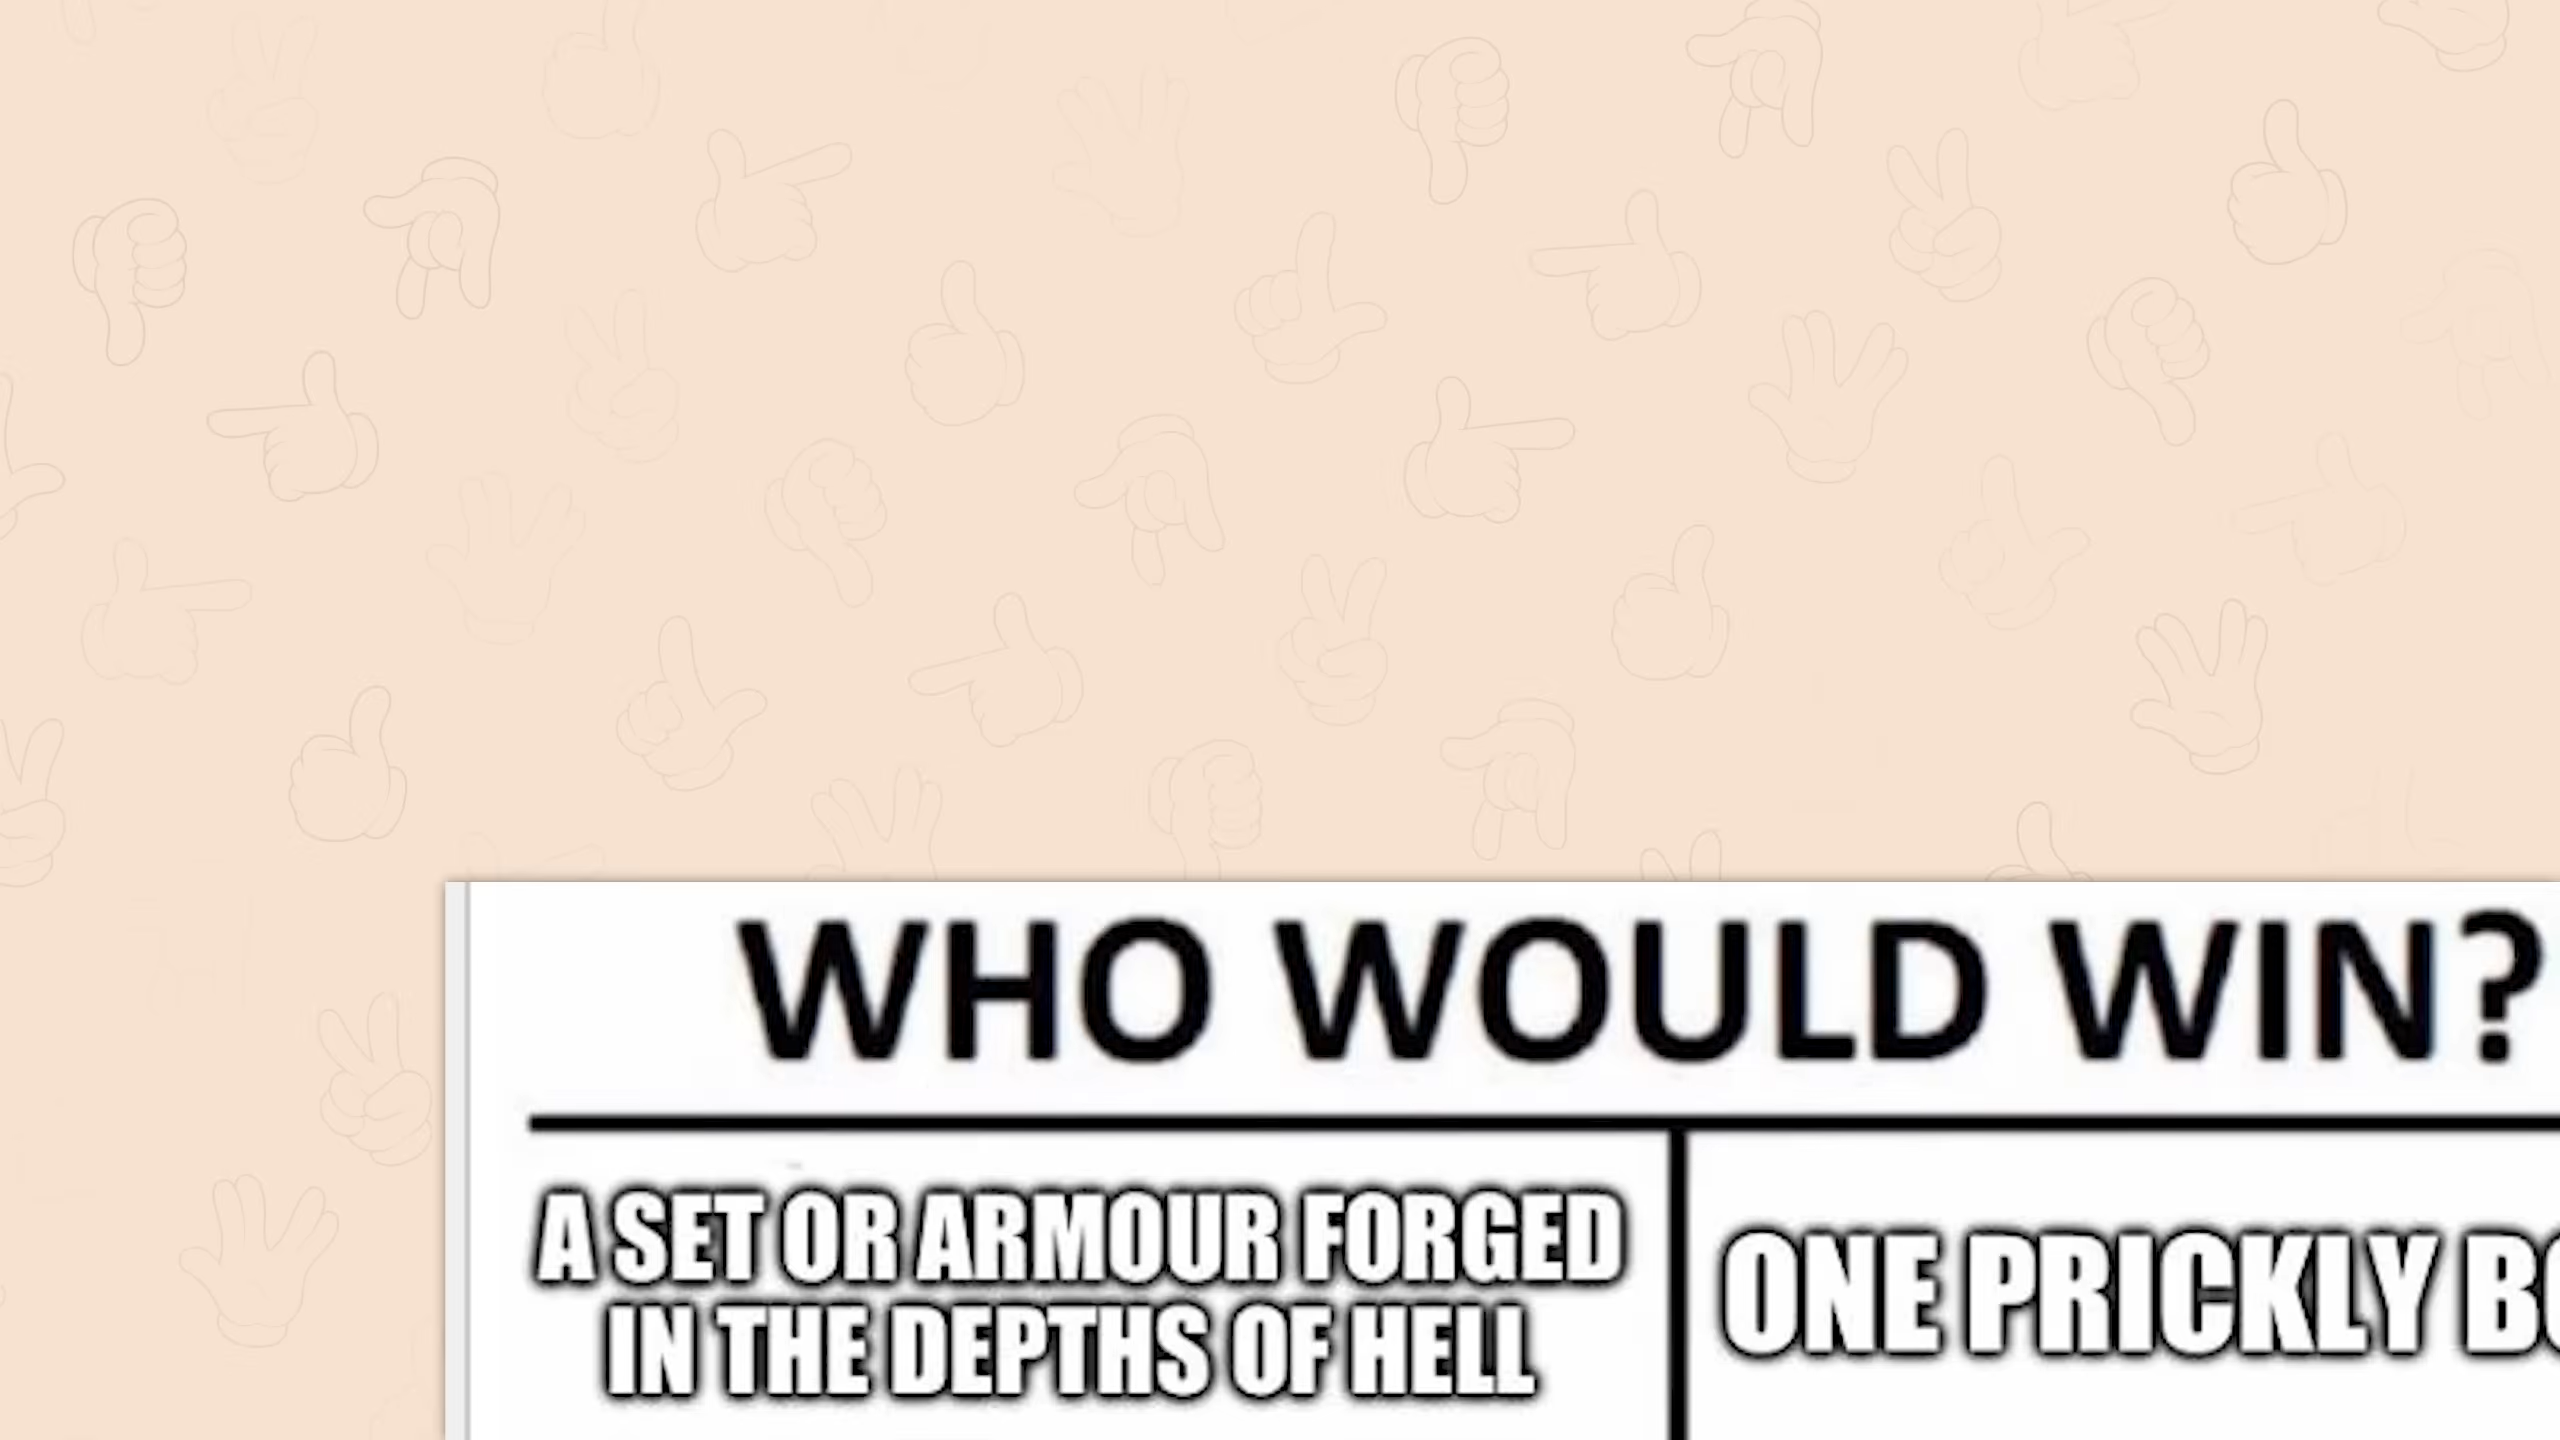 WHO WOULD WIN?
A SET OR ARMOUR FORGED
IN THE DEPTHS OF HELL
ONE PRICKLY